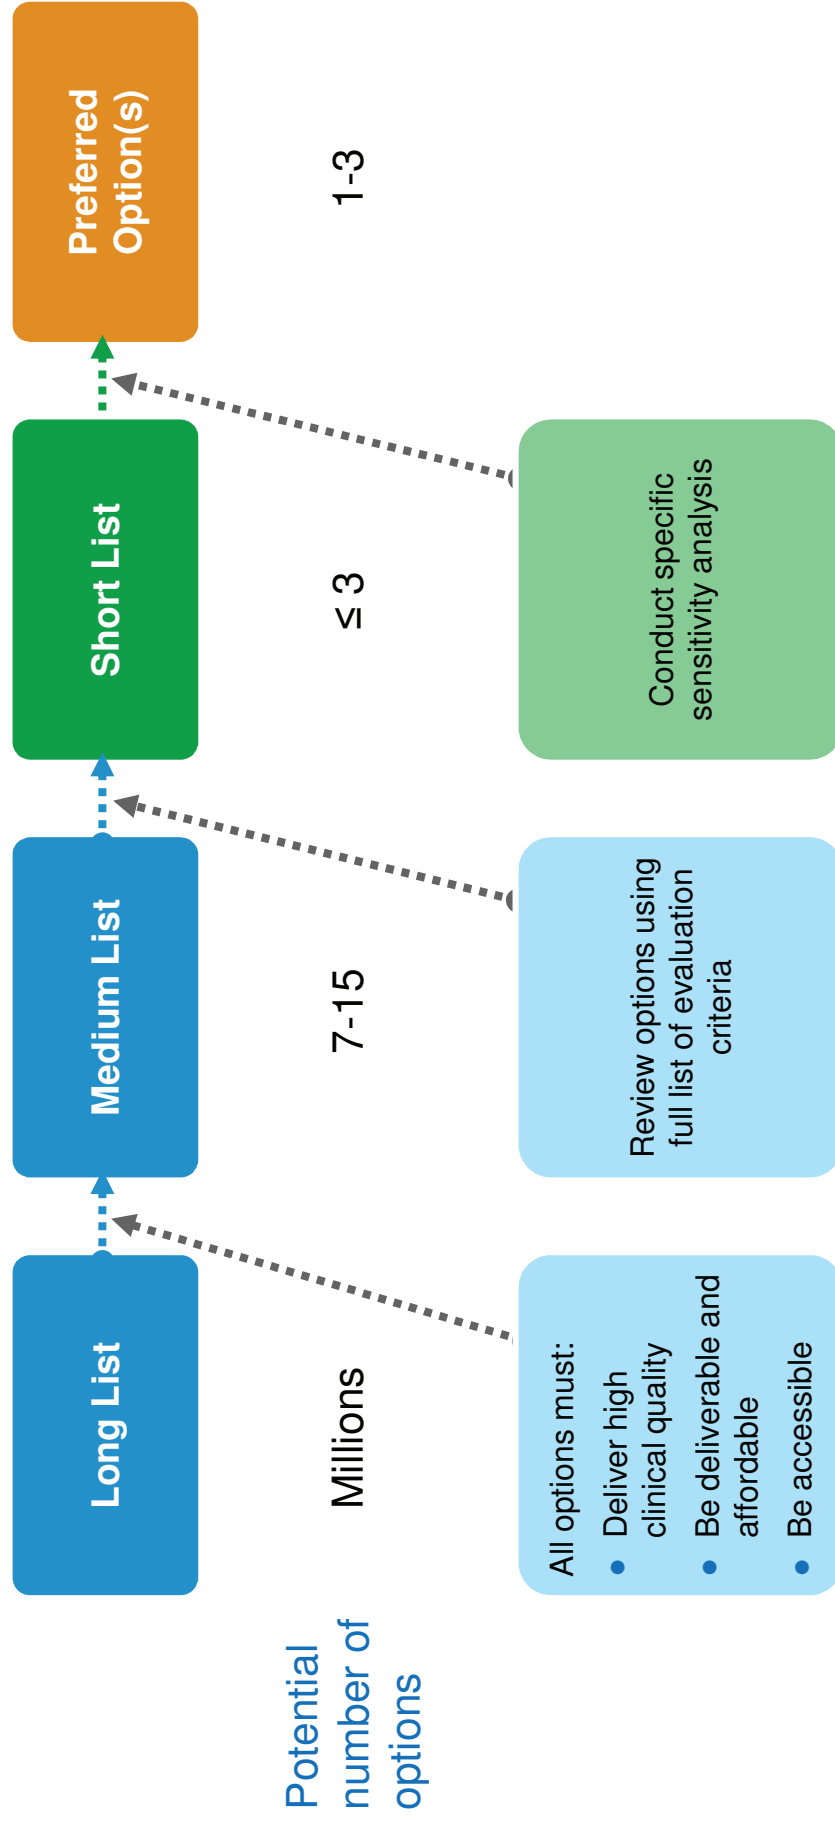 Long List
Medium List
Short List
Preferred
Option(s)
Potential
number of
options
Millions
7-15
≤ 3
1-3
All options must:
• Deliver high
clinical quality
• Be deliverable and
affordable
• Be accessible
Review options using
full list of evaluation
criteria
Conduct specific
sensitivity analysis